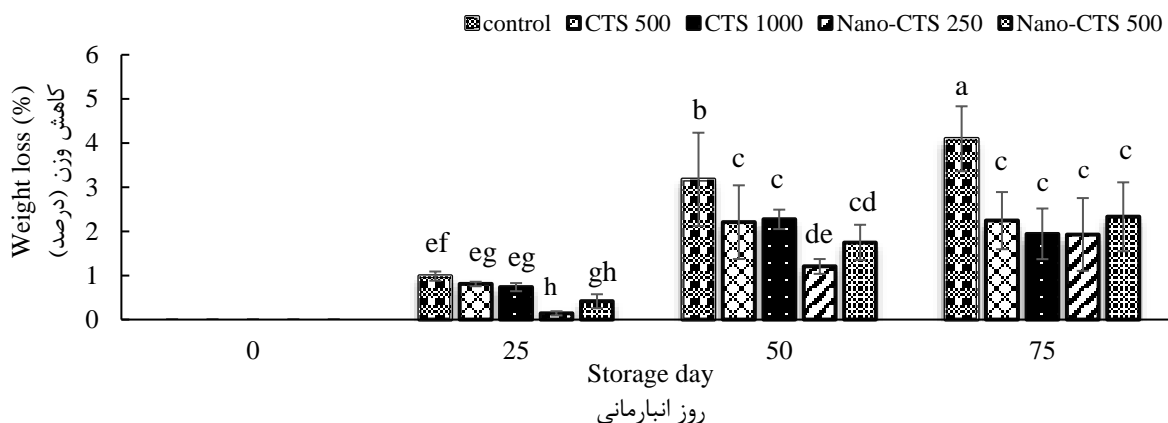 control CTS 500 CTS 1000 Nano-CTS 250 Nano-CTS 500
6
5
4
3
2
1
0
Weight loss (%)
کاهش وزن (درصد)
ef eg eg h gh
b c c de cd
a c c c c
0 25 50 75
Storage day
روز انبارمانی